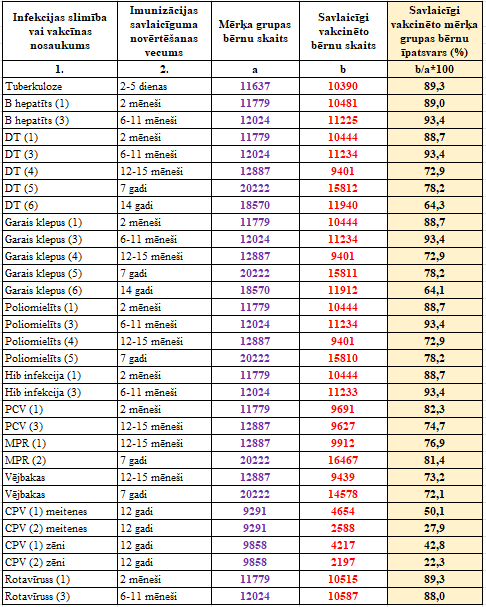 Infekcijas slimība vai vakcīnas nosaukums | Imunizācijas savlaicīguma novērtēšanas vecums | Mērķa grupas bērnu skaits | Savlaicīgi vakcinēto bērnu skaits | Savlaicīgi vakcinēto mērķa grupas bērnu īpatsvars (%)
1. | 2. | a | b | b/a*100
Tuberkuloze | 2-5 dienas | 11637 | 10390 | 89,3
B hepatīts (1) | 2 mēneši | 11779 | 10481 | 89,0
B hepatīts (3) | 6-11 mēneši | 12024 | 11225 | 93,4
DT (1) | 2 mēneši | 11779 | 10444 | 88,7
DT (3) | 6-11 mēneši | 12024 | 11234 | 93,4
DT (4) | 12-15 mēneši | 12887 | 9401 | 72,9
DT (5) | 7 gadi | 20222 | 15812 | 78,2
DT (6) | 14 gadi | 18570 | 11940 | 64,3
Garais klepus (1) | 2 mēneši | 11779 | 10444 | 88,7
Garais klepus (3) | 6-11 mēneši | 12024 | 11234 | 93,4
Garais klepus (4) | 12-15 mēneši | 12887 | 9401 | 72,9
Garais klepus (5) | 7 gadi | 20222 | 15811 | 78,2
Garais klepus (6) | 14 gadi | 18570 | 11912 | 64,1
Poliomielīts (1) | 2 mēneši | 11779 | 10444 | 88,7
Poliomielīts (3) | 6-11 mēneši | 12024 | 11234 | 93,4
Poliomielīts (4) | 12-15 mēneši | 12887 | 9401 | 72,9
Poliomielīts (5) | 7 gadi | 20222 | 15810 | 78,2
Hib infekcija (1) | 2 mēneši | 11779 | 10444 | 88,7
Hib infekcija (3) | 6-11 mēneši | 12024 | 11233 | 93,4
PCV (1) | 2 mēneši | 11779 | 9691 | 82,3
PCV (3) | 12-15 mēneši | 12887 | 9627 | 74,7
MPR (1) | 12-15 mēneši | 12887 | 9912 | 76,9
MPR (2) | 7 gadi | 20222 | 16467 | 81,4
Vējbakas | 12-15 mēneši | 12887 | 9439 | 73,2
Vējbakas | 7 gadi | 20222 | 14578 | 72,1
CPV (1) meitenes | 12 gadi | 9291 | 4654 | 50,1
CPV (2) meitenes | 12 gadi | 9291 | 2588 | 27,9
CPV (1) zēni | 12 gadi | 9858 | 4217 | 42,8
CPV (2) zēni | 12 gadi | 9858 | 2197 | 22,3
Rotavīruss (1) | 2 mēneši | 11779 | 10515 | 89,3
Rotavīruss (3) | 6-11 mēneši | 12024 | 10587 | 88,0